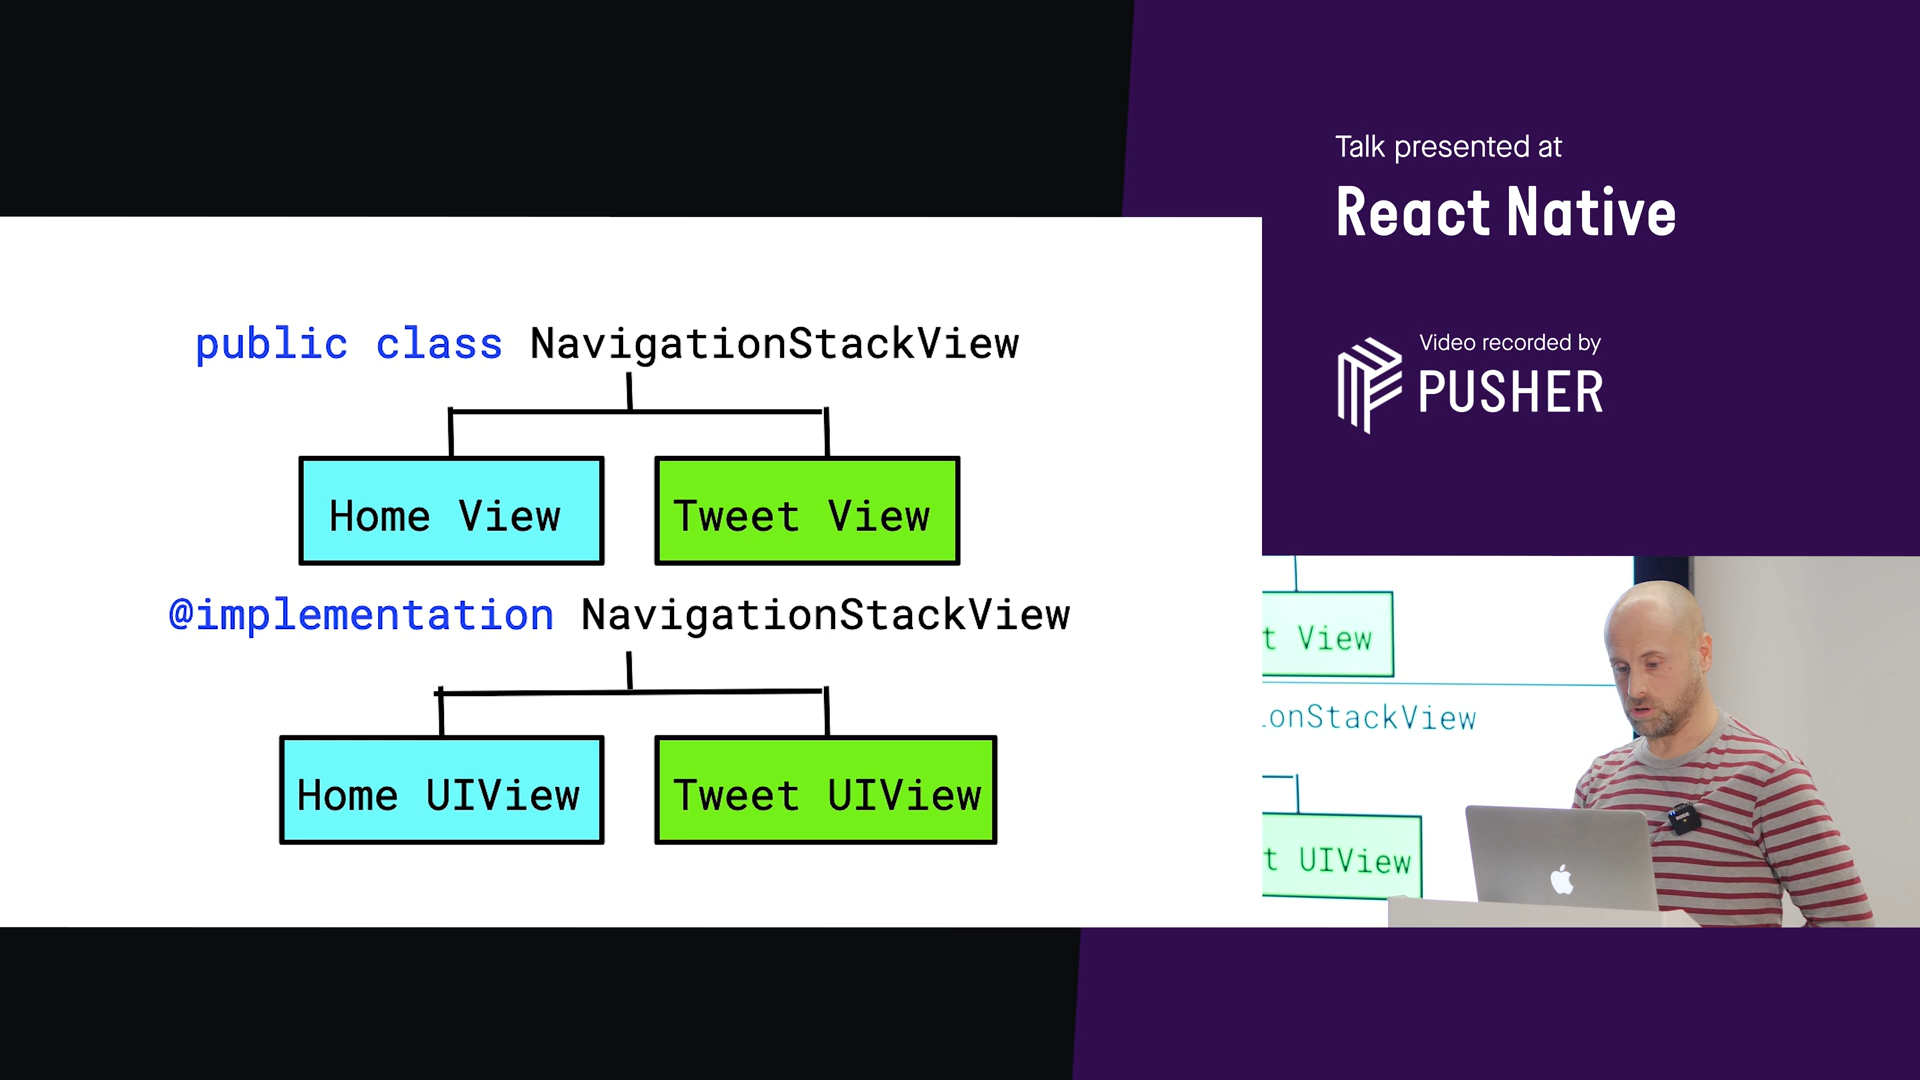 public class NavigationStackView
Home View
Tweet View
@implementation NavigationStackView
Home UIView
Tweet UIView
Talk presented at
React Native
Video recorded by
PUSHER
t View
ionStackView
t UIView